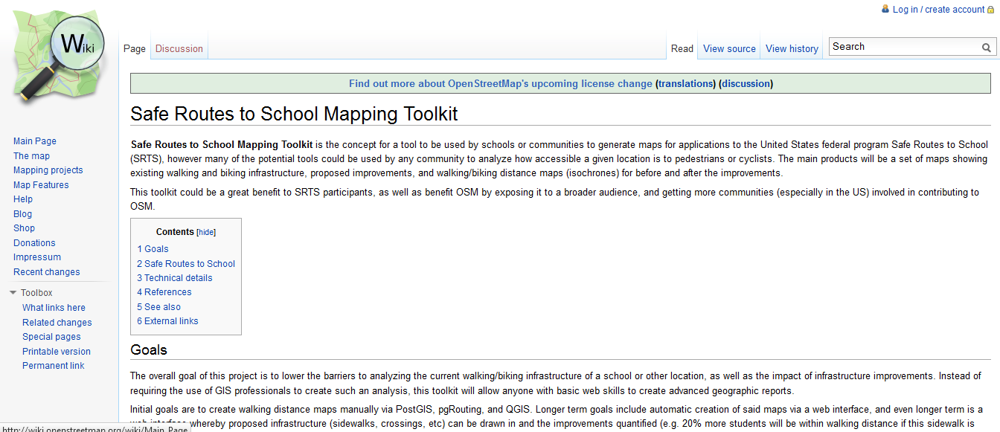 Log in / create account
Wiki
Page
Discussion
Read
View source
View history
Search
Find out more about OpenStreetMap's upcoming license change (translations) (discussion)
Safe Routes to School Mapping Toolkit
Safe Routes to School Mapping Toolkit is the concept for a tool to be used by schools or communities to generate maps for applications to the United States federal program Safe Routes to School
(SRTS), however many of the potential tools could be used by any community to analyze how accessible a given location is to pedestrians or cyclists. The main products will be a set of maps showing
existing walking and biking infrastructure, proposed improvements, and walking/biking distance maps (isochrones) for before and after the improvements.
This toolkit could be a great benefit to SRTS participants, as well as benefit OSM by exposing it to a broader audience, and getting more communities (especially in the US) involved in contributing to
OSM.
Contents [hide]
1 Goals
2 Safe Routes to School
3 Technical details
4 References
5 See also
6 External links
Goals
The overall goal of this project is to lower the barriers to analyzing the current walking/biking infrastructure of a school or other location, as well as the impact of infrastructure improvements. Instead of
requiring the use of GIS professionals to create such an analysis, this toolkit will allow anyone with basic web skills to create advanced geographic reports.
Initial goals are to create walking distance maps manually via PostGIS, pgRouting, and QGIS. Longer term goals include automatic creation of said maps via a web interface, and even longer term is a
whereby proposed infrastructure (sidewalks, crossings, etc) can be drawn in and the improvements quantified (e.g. 20% more students will be within walking distance if this sidewalk is
Main Page
The map
Mapping projects
Map Features
Help
Blog
Shop
Donations
Impressum
Recent changes
Toolbox
What links here
Related changes
Special pages
Printable version
Permanent link
http://wiki.openstreetmap.org/wiki/Main_Page